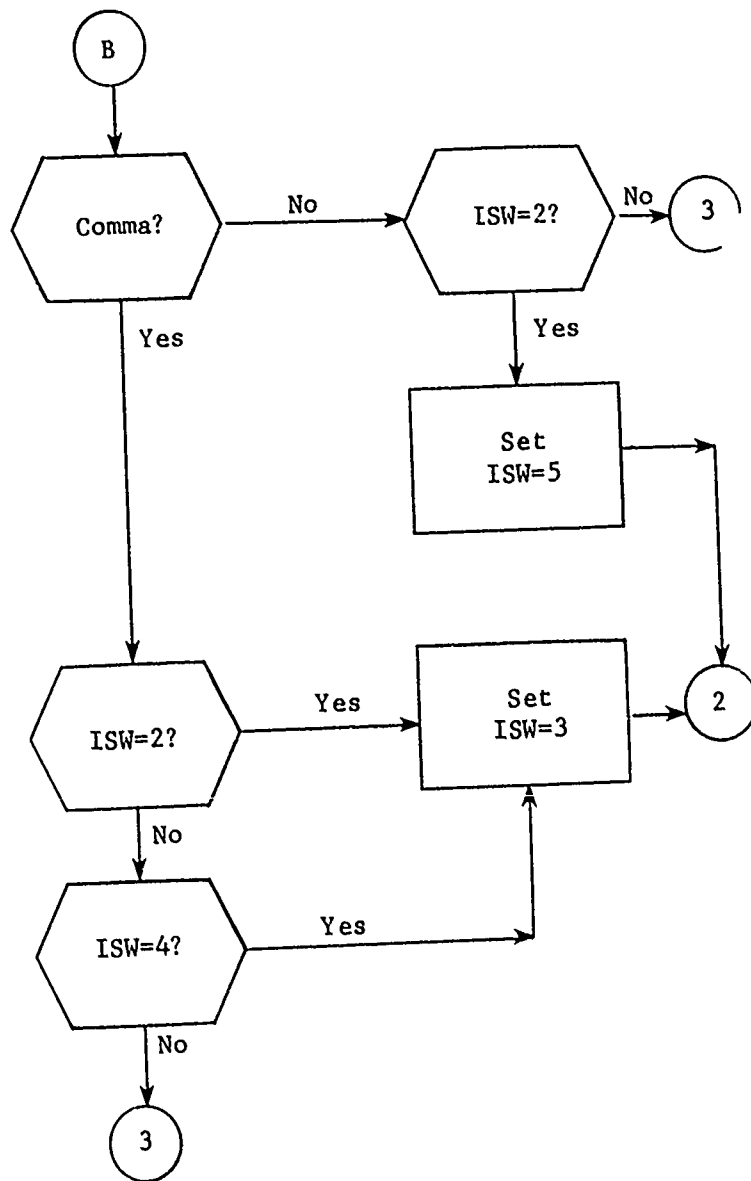 B
Comma?
No
ISW=2?
No
3
Yes
Yes
Set
ISW=5
ISW=2?
Yes
Set
ISW=3
2
No
ISW=4?
Yes
No
3